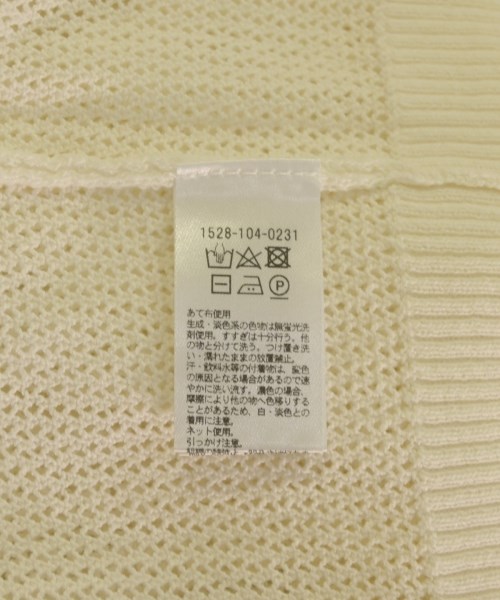 1528-104-0231
P
あて布使用
生成・淡色系の色物は無蛍光洗
剤使用。すすぎは十分行う。他
の物と分けて洗う。つけ置き洗
い・濡れたままの放置禁止。
汗・飲料水等の付着物は、変色
の原因となる場合があるので速
やかに洗い流す。濃色の場合、
摩擦により他の物へ色移りする
ことがあるため、白・淡色との
着用に注意。
ネット使用。
引っかけ注意。